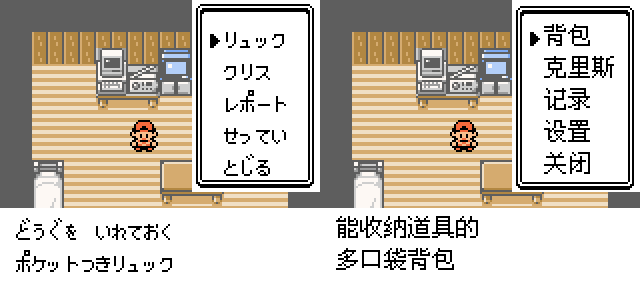 リュック
クリス
レポート
せってい
とじる
どうぐを いれておく
ポケットつきリュック
背包
克里斯
记录
设置
关闭
能收纳道具的
多口袋背包